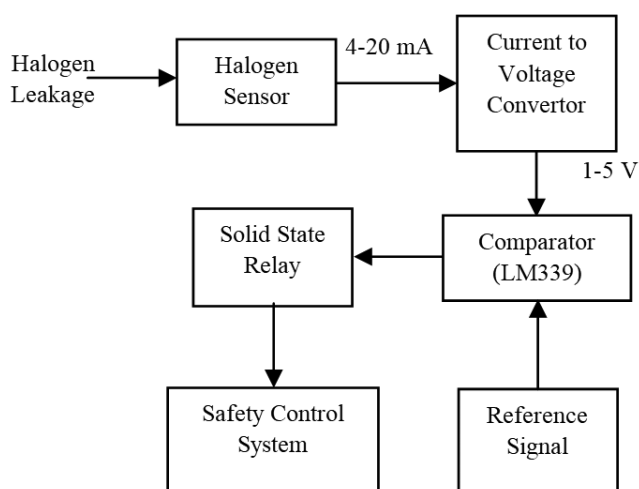 Halogen
Leakage
Halogen
Sensor
4-20 mA
Current to
Voltage
Convertor
1-5 V
Solid State
Relay
Comparator
(LM339)
Safety Control
System
Reference
Signal